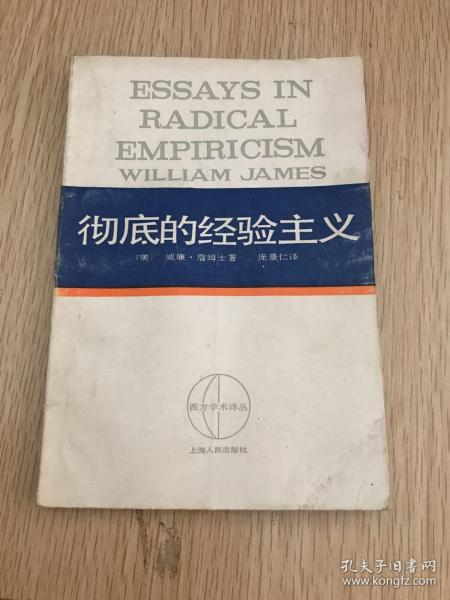 ESSAYS IN
RADICAL
EMPIRICISM
WILLIAM JAMES
彻底的经验主义
〔美〕 威廉·詹姆士著 庞景仁译
西方学术译丛
上海人民出版社
孔夫子旧书网
www.kongfz.com